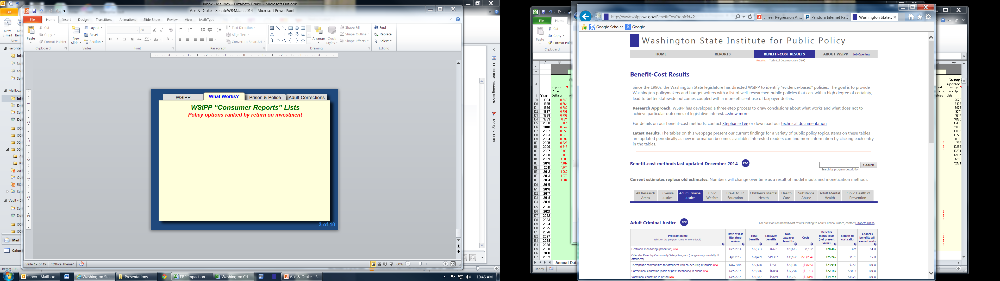 Inbox - Mailbox - Elizabeth Drake - Microsoft Outlook
Aos & Drake - SenateW&MJan 2014 - Microsoft PowerPoint
File Home Insert Design Transitions Animations Slide Show Review View MathType
Cut
Copy
Format Painter
Paste
Clipboard
New Slide
Layout
Reset
Section
Slides
26
Font
Text Direction
Align Text
Convert to SmartArt
Paragraph
Arrange
Quick Styles
Shape Fill
Shape Outline
Shape Effects
Drawing
Find
Replace
Select
Editing
File
New E-mail
New
Mail
Items: 108
WSIPP What Works? Prison & Police Adult Corrections
WSIPP “Consumer Reports” Lists
Policy options ranked by return on investment
3 of 10
Slide 19 of 19 "Office Theme" 60%
11:00 AM: running lunch
Today: 5 Tasks
Inbox - Mailbox... Washington Sta... Presentations EBP Impact on ... Washington Cri... Aos & Drake - S... 10:46 AM
File Home
Cut
Copy
Paste
Clipboard
A B
Implicit
Price
Year Deflator
99 1994 0.748
100 1995 0.764
101 1996 0.780
102 1997 0.793
103 1998 0.799
104 1999 0.811
105 2000 0.831
106 2001 0.847
107 2002 0.859
108 2003 0.876
109 2004 0.897
110 2005 0.923
111 2006 0.947
112 2007 0.971
113 2008 1.001
114 2009 1.000
115 2010 1.017
116 2011 1.041
117 2012 1.060
118 2013 1.072
119 2014 1.084
120 2015
121 2016
122 2017
123 2018
124 2019
125 2020
126 2021
127 2022
128 2023
129 2024
130 2025
131 2026
132 2027
133 2028
134 2029
135 2030
136 2031
137 2032
Ready
http://www.wsipp.wa.gov/BenefitCost?topicId=2
Linear Regression An... Pandora Internet Ra... Washington State...
Google Scholar Google
Washington State Institute for Public Policy
HOME REPORTS BENEFIT-COST RESULTS ABOUT WSIPP Job Opening
Results Technical Documentation (PDF)
Benefit-Cost Results
Since the 1990s, the Washington State legislature has directed WSIPP to identify “evidence-based” policies. The goal is to provide
Washington policymakers and budget writers with a list of well-researched public policies that can, with a high degree of certainty,
lead to better statewide outcomes coupled with a more efficient use of taxpayer dollars.
Research Approach. WSIPP has developed a three-step process to draw conclusions about what works and what does not to
achieve particular outcomes of legislative interest. ...show more
For details on our benefit-cost methods, contact Stephanie Lee or download our technical documentation.
Latest Results. The tables on this webpage present our current findings for a variety of public policy topics. Items on these tables
are updated periodically as new information becomes available. Interested readers can find more information by clicking each entry
in the tables.
Benefit-cost methods last updated December 2014 PDF
Search
Search by program description
Current estimates replace old estimates. Numbers will change over time as a result of model inputs and monetization methods.
All Research Areas
Juvenile Justice
Adult Criminal Justice
Child Welfare
Pre-K to 12 Education
Children's Mental Health
Health Care
Substance Abuse
Adult Mental Health
Public Health & Prevention
Adult Criminal Justice PDF
For questions on benefit-cost results relating to Adult Criminal Justice, contact Elizabeth Drake.
Program name (click on the program name for more detail)
Date of last literature review
Total benefits
Taxpayer benefits
Non-taxpayer benefits
Costs
Benefits minus costs (net present value)
Benefit to cost ratio
Chances benefits will exceed costs
Electronic monitoring (probation) NEW Dec. 2014 $27,363 $6,691 $20,673 $1,102 $28,465 n/a 94 %
Offender Re-entry Community Safety Program (dangerously mentally ill offenders) Apr. 2012 $58,499 $19,337 $39,162 ($33,254) $25,245 $1.76 95 %
Therapeutic communities for offenders with co-occuring disorders NEW Nov. 2014 $27,658 $7,511 $20,148 ($3,665) $23,994 $7.56 100 %
Correctional education (basic or post-secondary) in prison NEW Dec. 2014 $23,346 $6,088 $17,258 ($1,161) $22,185 $20.13 100 %
Vocational education in prison NEW Dec. 2014 $21,377 $5,649 $15,727 ($1,619) $19,757 $13.22 100 %
AA
County
updated
from my
monthly
data
7676
8428
8679
9271
9917
10165
10488
11089
10835
10778
11319
11793
12285
12294
12997
12116
12124